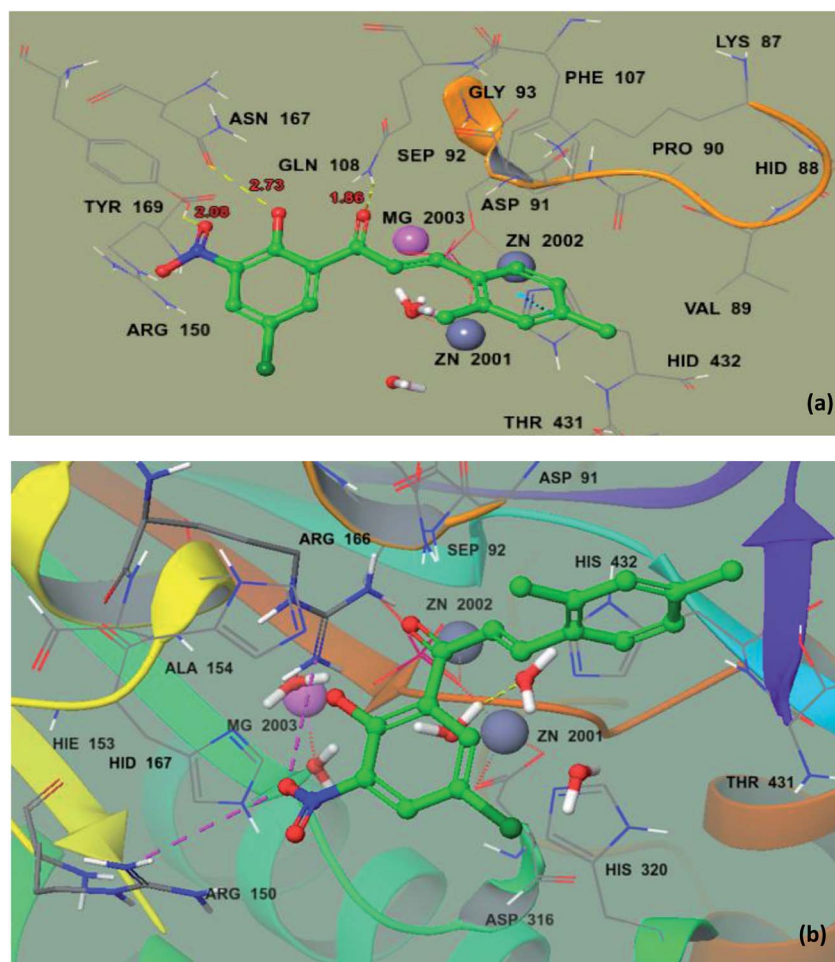 LYS 87
PHE 107
GLY 93
ASN 167
GLN 108
SEP 92
PRO 90
HID 88
2.73
1.86
TYR 169
2.08
ASP 91
MG 2003
ZN 2002
VAL 89
ARG 150
ZN 2001
HID 432
THR 431
(a)
ASP 91
ARG 166
SEP 92
HIS 432
ZN 2002
ALA 154
MG 2003
ZN 2001
HIE 153
HID 167
THR 431
HIS 320
ARG 150
ASP 316
(b)